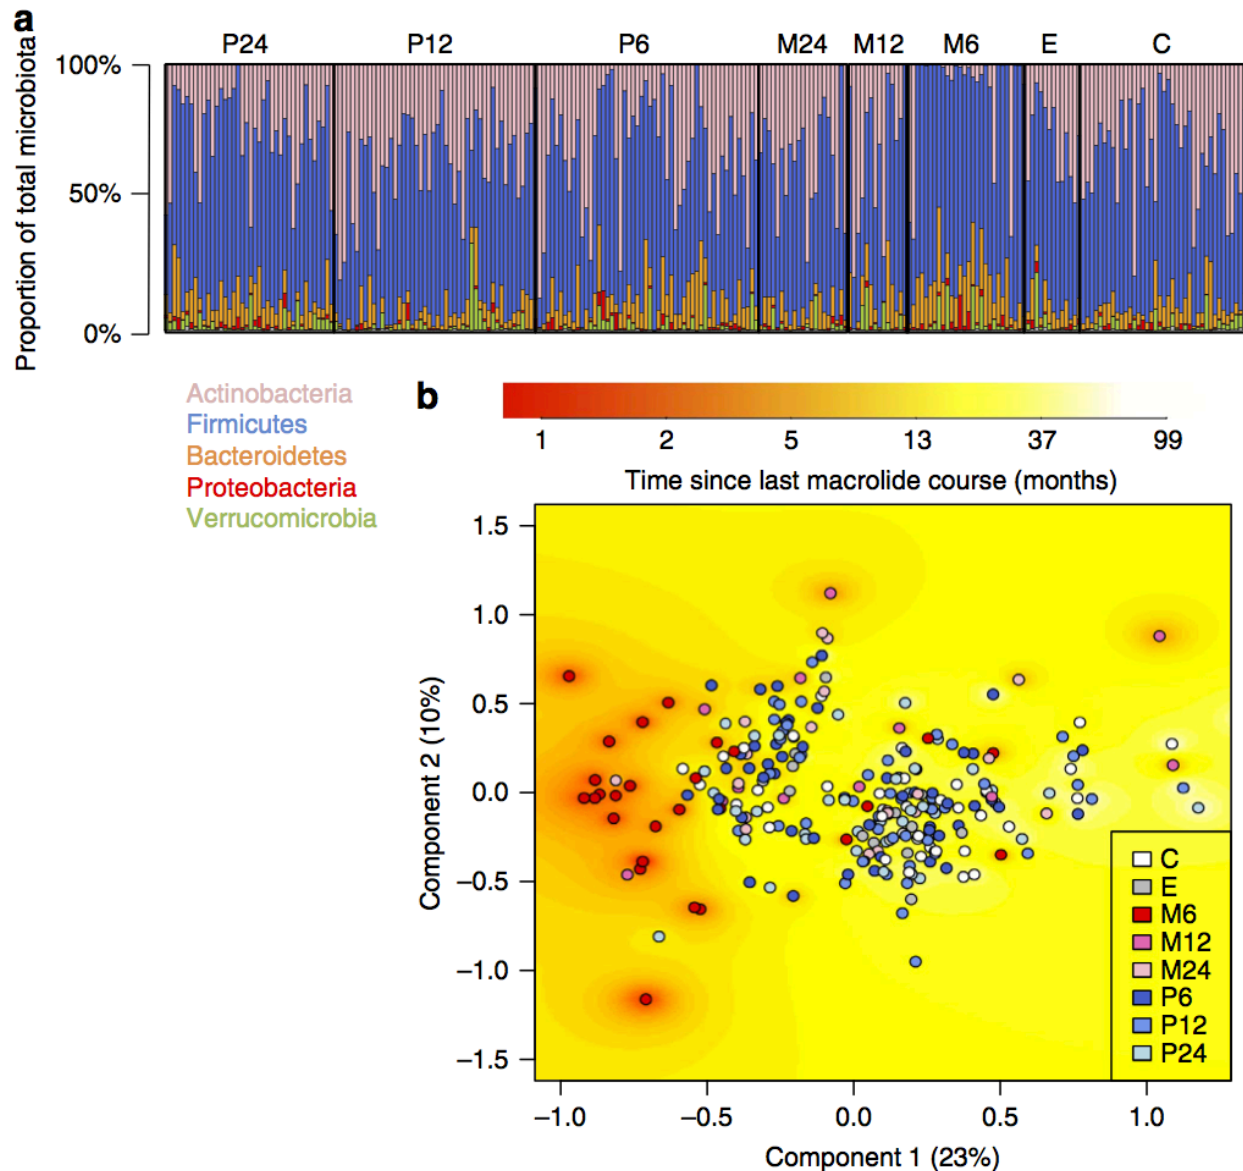 a
P24 P12 P6 M24 M12 M6 E C
Proportion of total microbiota
100%
50%
0%
Actinobacteria
Firmicutes
Bacteroidetes
Proteobacteria
Verrucomicrobia
b
1 2 5 13 37 99
Time since last macrolide course (months)
Component 2 (10%)
1.5
1.0
0.5
0.0
−0.5
−1.0
−1.5
C
E
M6
M12
M24
P6
P12
P24
−1.0 −0.5 0.0 0.5 1.0
Component 1 (23%)